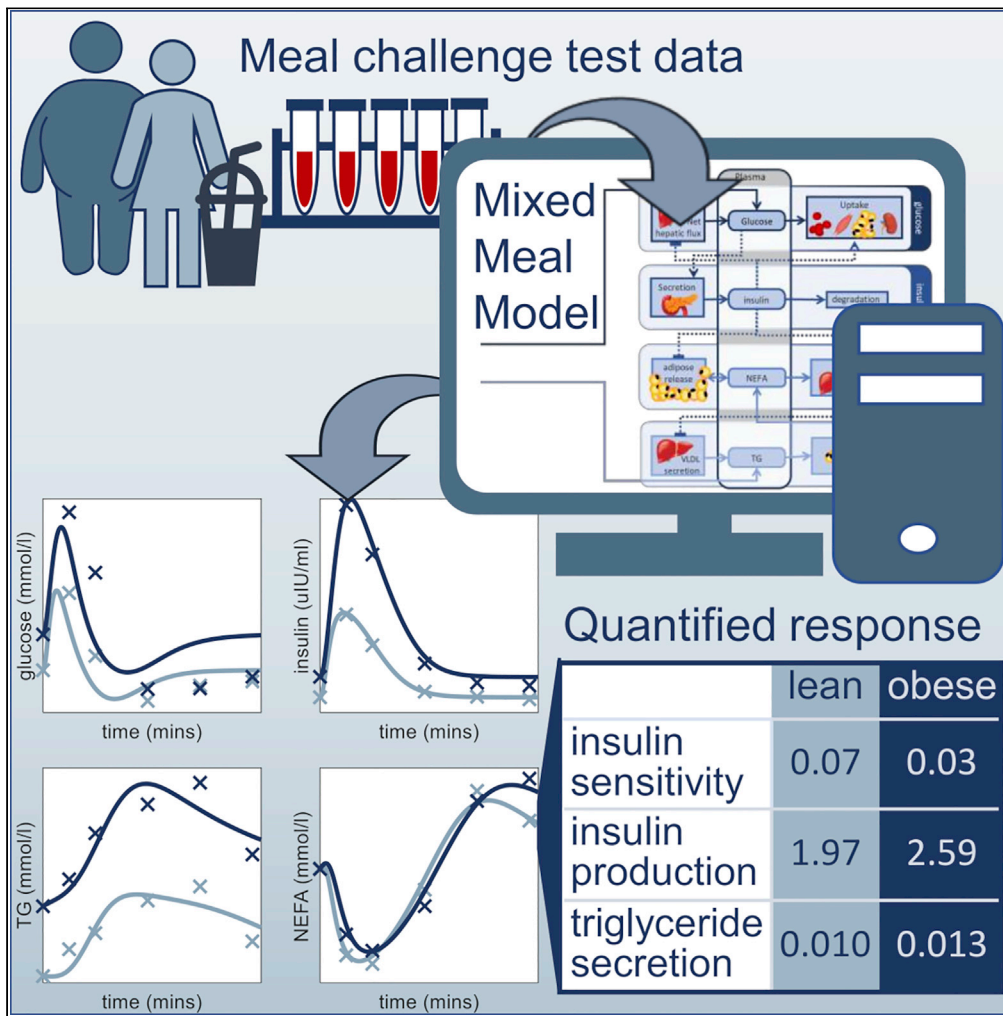 Meal challenge test data
Mixed
Meal
Model
Plasma
Net
hepatic flux
Glucose
Uptake
glucose
Secretion
insulin
degradation
adipose
release
NEFA
VLDL
secretion
TG
glucose (mmol/l)
time (mins)
insulin (uIU/ml)
time (mins)
TG (mmol/l)
time (mins)
NEFA (mmol/l)
time (mins)
Quantified response
lean obese
insulin
sensitivity 0.07 0.03
insulin
production 1.97 2.59
triglyceride
secretion 0.010 0.013